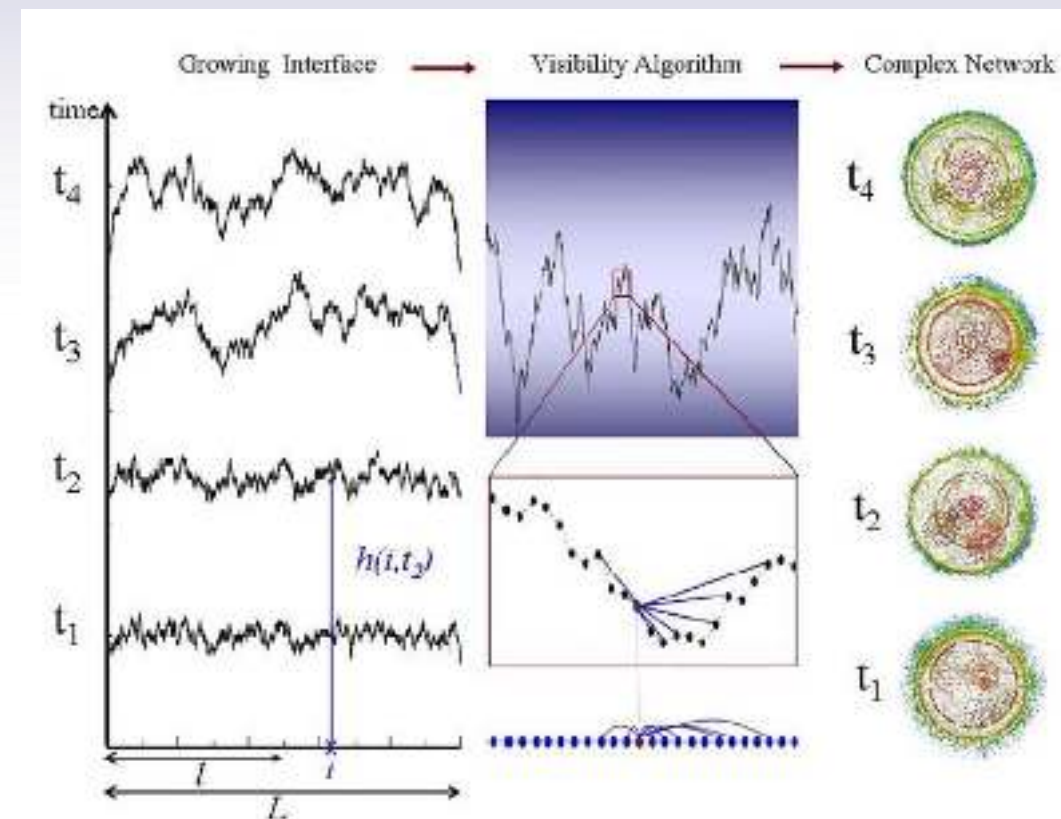 Growing Interface Visibility Algorithm Complex Network
time
t4
t3
t2
t1
h(i,t2)
l
i
L
t4
t3
t2
t1